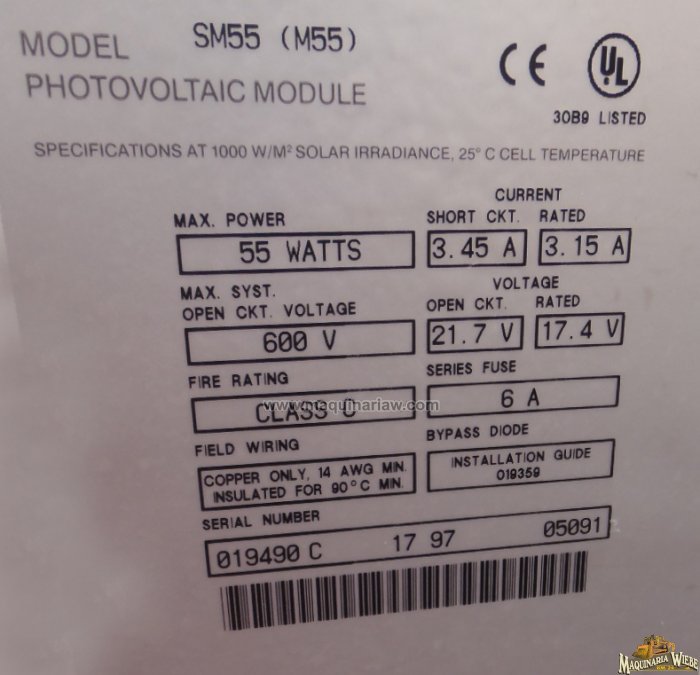 MODEL SM55 (M55)
PHOTOVOLTAIC MODULE
CE UL
30B9 LISTED
SPECIFICATIONS AT 1000 W/M² SOLAR IRRADIANCE, 25° C CELL TEMPERATURE
CURRENT
MAX. POWER SHORT CKT. RATED
55 WATTS 3.45 A 3.15 A
MAX. SYST. VOLTAGE
OPEN CKT. VOLTAGE OPEN CKT. RATED
600 V 21.7 V 17.4 V
FIRE RATING SERIES FUSE
CLASS C 6 A
www.maquinariaw.com
FIELD WIRING BYPASS DIODE
COPPER ONLY, 14 AWG MIN. INSTALLATION GUIDE
INSULATED FOR 90°C MIN. 019359
SERIAL NUMBER
019490 C 17 97 05091
MAQUINARIA WIEBE